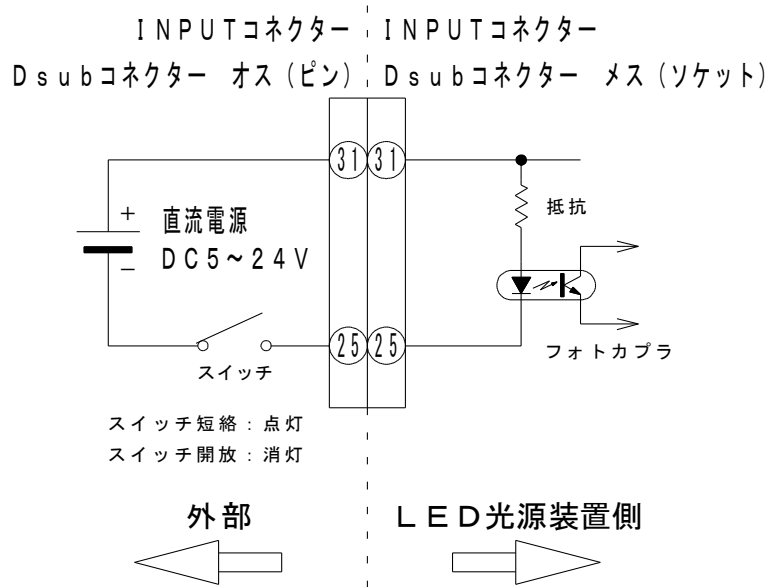 INPUTコネクター INPUTコネクター
Dsubコネクター オス(ピン) Dsubコネクター メス(ソケット)
31 31
+ 直流電源
DC5~24V
−
抵抗
25 25
スイッチ
フォトカプラ
スイッチ短絡:点灯
スイッチ開放:消灯
外部 LED光源装置側